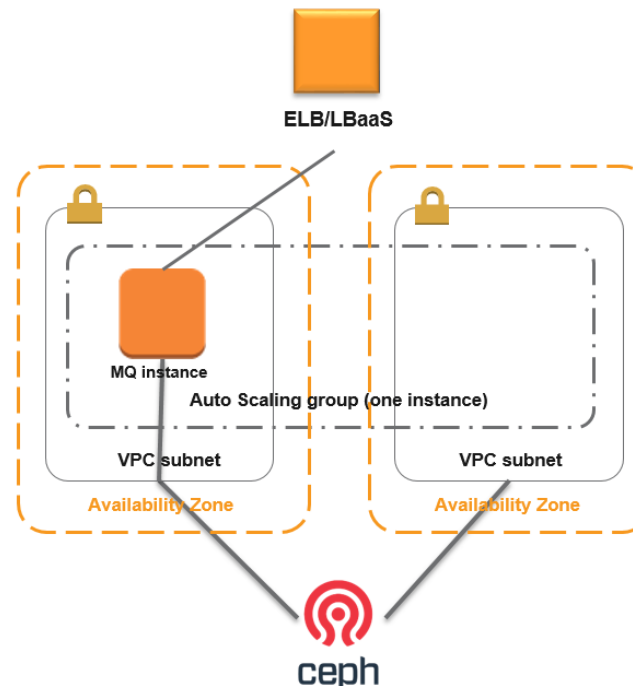 ELB/LBaaS
MQ instance
Auto Scaling group (one instance)
VPC subnet
VPC subnet
Availability Zone
Availability Zone
ceph